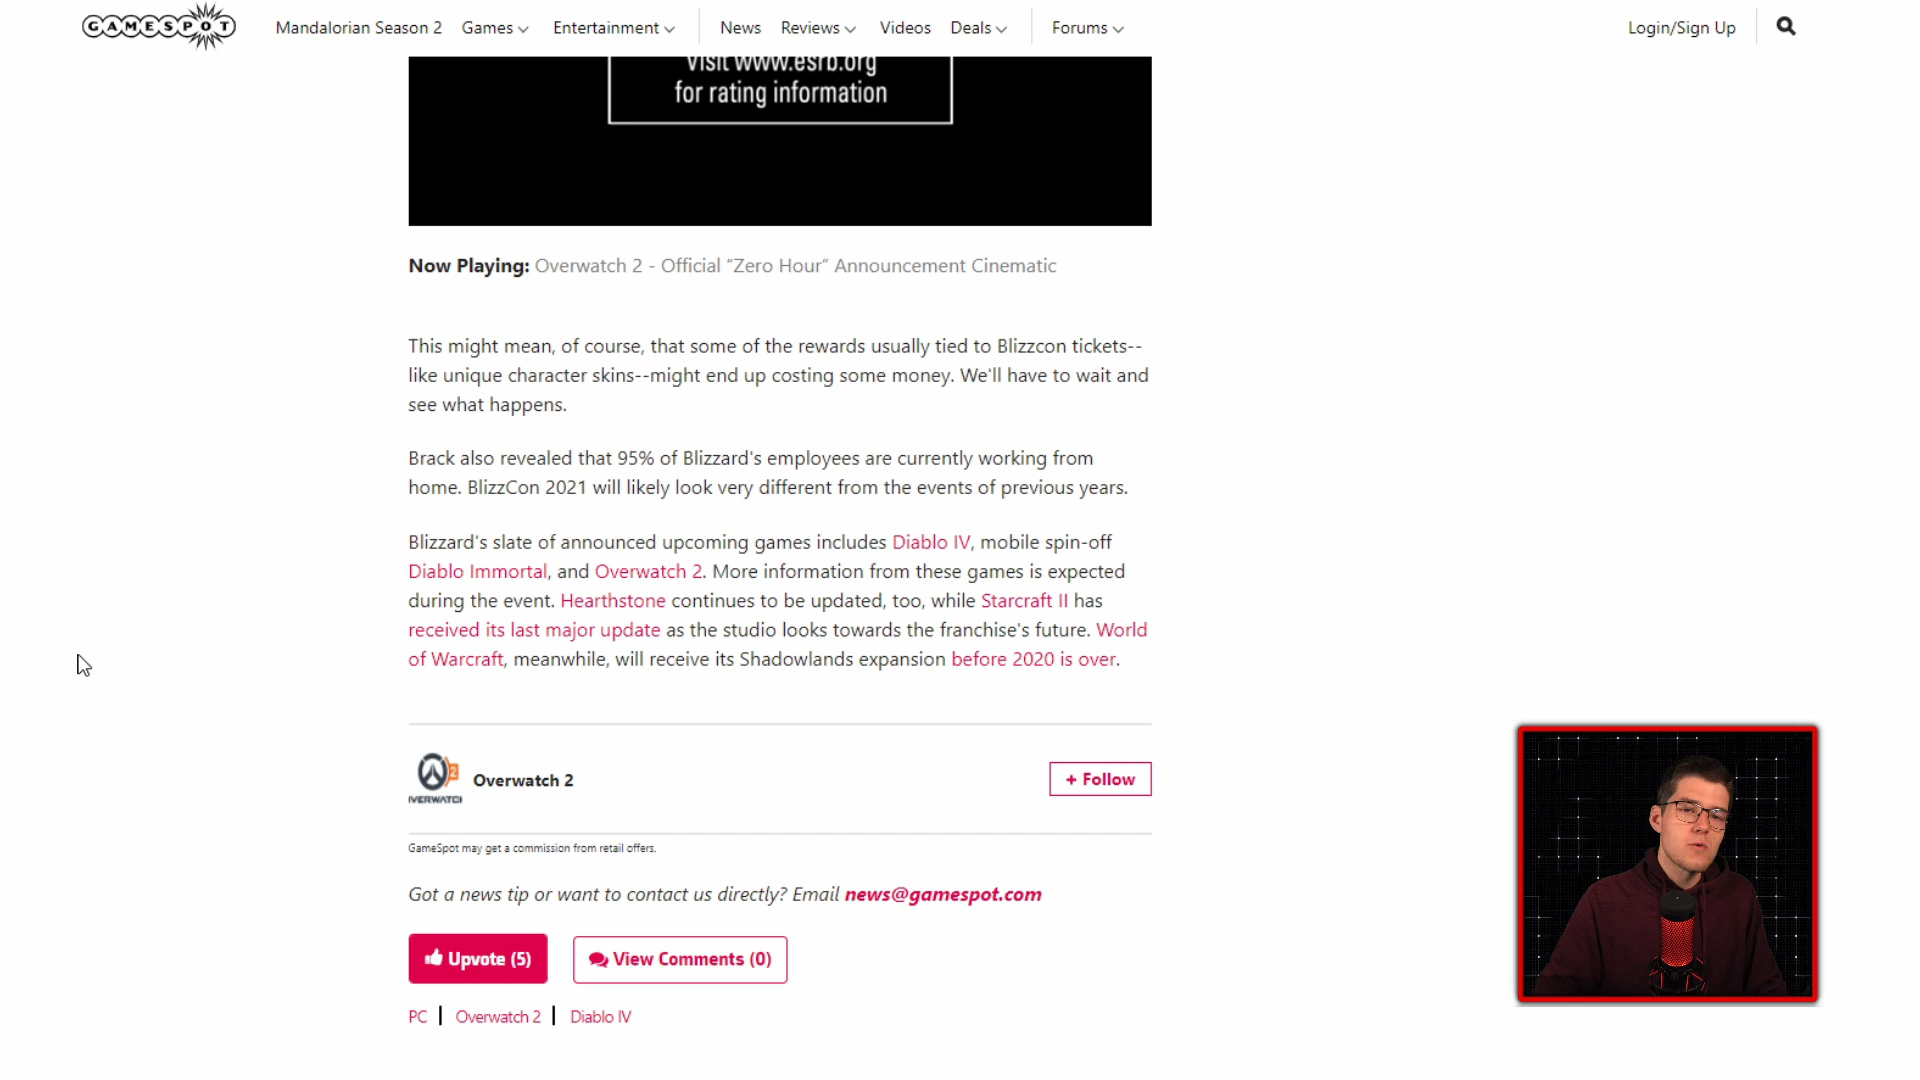 GAMESPOT
Mandalorian Season 2 Games Entertainment News Reviews Videos Deals Forums Login/Sign Up
Visit www.esrb.org
for rating information
Now Playing: Overwatch 2 - Official “Zero Hour” Announcement Cinematic
This might mean, of course, that some of the rewards usually tied to Blizzcon tickets--
like unique character skins--might end up costing some money. We'll have to wait and
see what happens.
Brack also revealed that 95% of Blizzard's employees are currently working from
home. BlizzCon 2021 will likely look very different from the events of previous years.
Blizzard's slate of announced upcoming games includes Diablo IV, mobile spin-off
Diablo Immortal, and Overwatch 2. More information from these games is expected
during the event. Hearthstone continues to be updated, too, while Starcraft II has
received its last major update as the studio looks towards the franchise's future. World
of Warcraft, meanwhile, will receive its Shadowlands expansion before 2020 is over.
2
OVERWATCH
Overwatch 2
+ Follow
GameSpot may get a commission from retail offers.
Got a news tip or want to contact us directly? Email news@gamespot.com
Upvote (5) View Comments (0)
PC | Overwatch 2 | Diablo IV